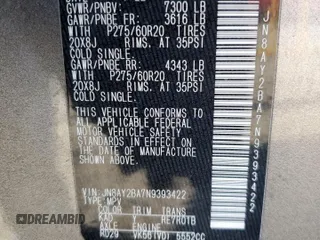 GVWR/PNBV: 7300 LB
GAWR/PNBE FR: 3616 LB
WITH P275/60R20 TIRES
20X8J RIMS. AT 35PSI
COLD SINGLE.
GAWR/PNBE RR: 4343 LB
WITH P275/60R20 TIRES
20X8J RIMS. AT 35PSI
COLD SINGLE.
THIS VEHICLE CONFORMS TO
ALL APPLICABLE FEDERAL
MOTOR VEHICLE
SAFETY STANDARDS
IN EFFECT ON THE
DATE OF
MANUFACTURE SHOWN
ABOVE.
VIN: JN8AY2BA7N9393422
TYPE: MPV
COLOR TRIM TRANS
KAD RE7R01B
VK56(VD) 5552CC
JN8AY2BA7N9393422
DREAMBID